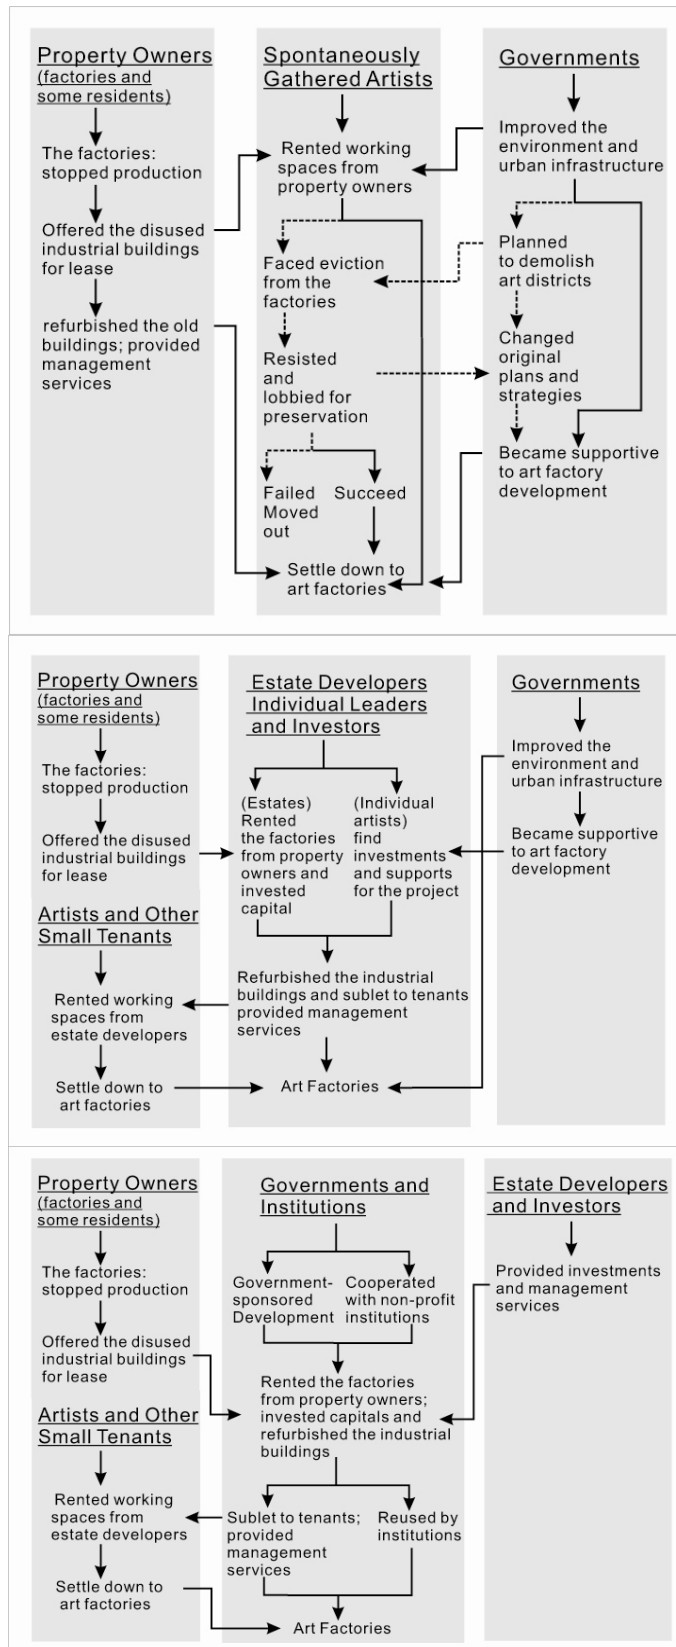 Property Owners
(factories and
some residents)
The factories:
stopped production
Offered the disused
industrial buildings
for lease
refurbished the old
buildings; provided
management
services
Spontaneously
Gathered Artists
Rented working
spaces from
property owners
Faced eviction
from the
factories
Resisted
and
lobbied for
preservation
Failed
Moved
out
Succeed
Settle down to
art factories
Governments
Improved the
environment and
urban infrastructure
Planned
to demolish
art districts
Changed
original
plans and
strategies
Became supportive
to art factory
development
Property Owners
(factories and
some residents)
The factories:
stopped production
Offered the disused
industrial buildings
for lease
Artists and Other
Small Tenants
Rented working
spaces from
estate developers
Settle down to
art factories
Estate Developers
Individual Leaders
and Investors
(Estates)
Rented
the factories
from property
owners and
invested
capital
(Individual
artists)
find
investments
and supports
for the project
Refurbished the industrial
buildings and sublet to tenants
provided management
services
Art Factories
Governments
Improved the
environment and
urban infrastructure
Became supportive
to art factory
development
Property Owners
(factories and
some residents)
The factories:
stopped production
Offered the disused
industrial buildings
for lease
Artists and Other
Small Tenants
Rented working
spaces from
estate developers
Settle down to
art factories
Governments and
Institutions
Government-
sponsored
Development
Cooperated
with non-profit
institutions
Rented the factories
from property owners;
invested capitals and
refurbished the industrial
buildings
Sublet to tenants;
provided
management
services
Reused by
institutions
Art Factories
Estate Developers
and Investors
Provided investments
and management
services